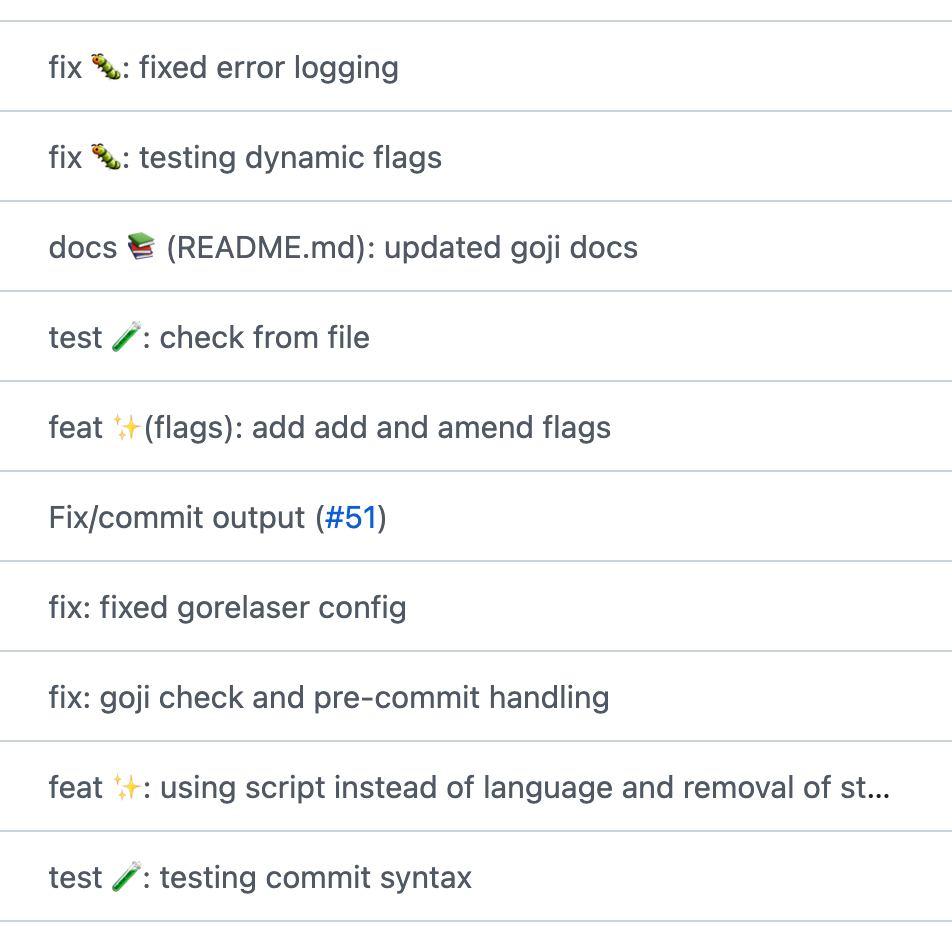 fix 🐛: fixed error logging
fix 🐛: testing dynamic flags
docs 📚 (README.md): updated goji docs
test 🧪: check from file
feat ✨(flags): add add and amend flags
Fix/commit output (#51)
fix: fixed gorelaser config
fix: goji check and pre-commit handling
feat ✨: using script instead of language and removal of st...
test 🧪: testing commit syntax